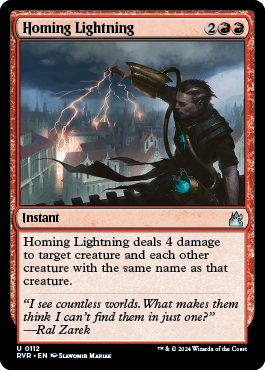 Homing Lightning 2
Instant
Homing Lightning deals 4 damage
to target creature and each other
creature with the same name as that
creature.
“I see countless worlds. What makes them
think I can’t find them in just one?”
—Ral Zarek
U 0112
RVR • EN Slawomir Maniak
™ & © 2024 Wizards of the Coast